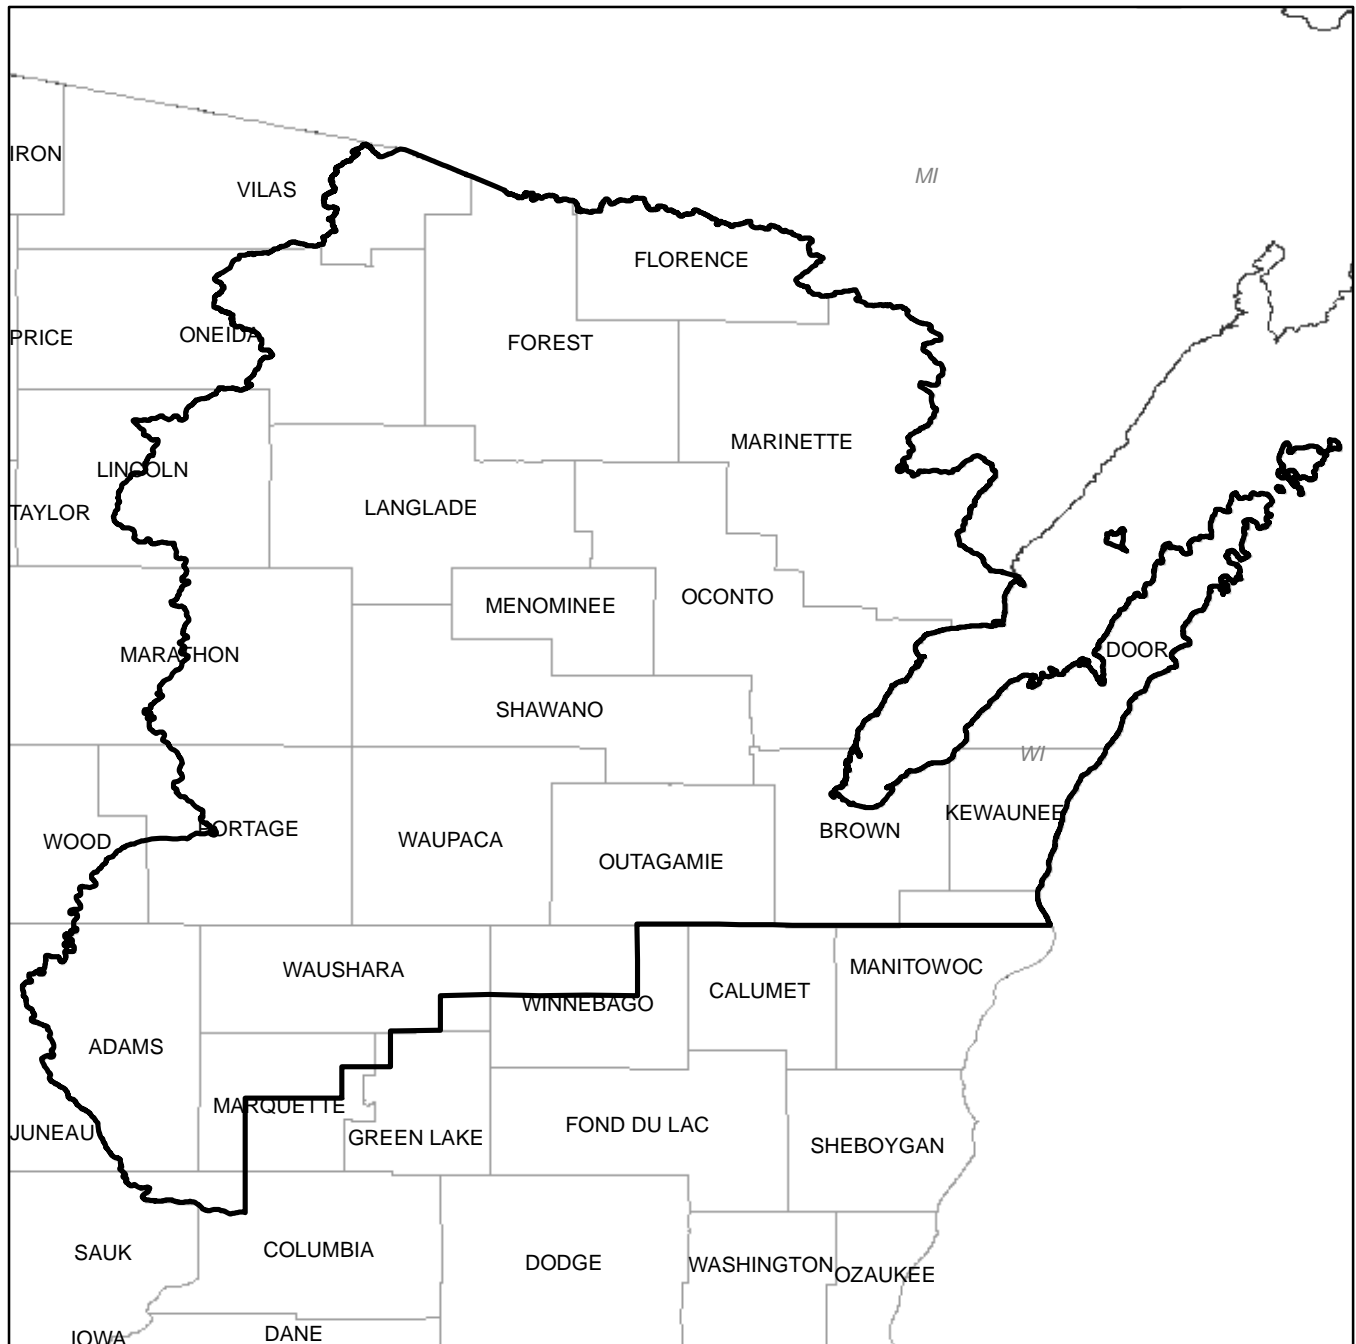 MI
IRON
VILAS
FLORENCE
PRICE
ONEIDA
FOREST
MARINETTE
LINCOLN
TAYLOR
LANGLADE
MENOMINEE
OCONTO
MARATHON
DOOR
SHAWANO
WI
KEWAUNEE
WOOD
PORTAGE
WAUPACA
BROWN
OUTAGAMIE
WAUSHARA
MANITOWOC
CALUMET
WINNEBAGO
ADAMS
MARQUETTE
JUNEAU
GREEN LAKE
FOND DU LAC
SHEBOYGAN
SAUK
COLUMBIA
DODGE
WASHINGTON
OZAUKEE
IOWA
DANE